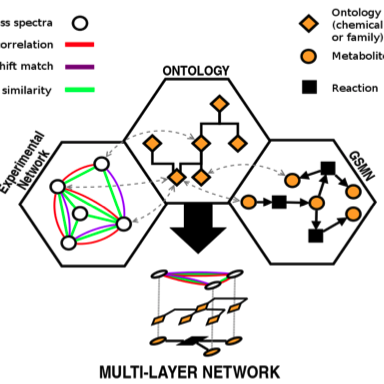 ss spectra
orrelation
hift match
similarity
Ontology
(chemical
or family)
Metabolite
Reaction
ONTOLOGY
Experimental
Network
GSMN
MULTI-LAYER NETWORK